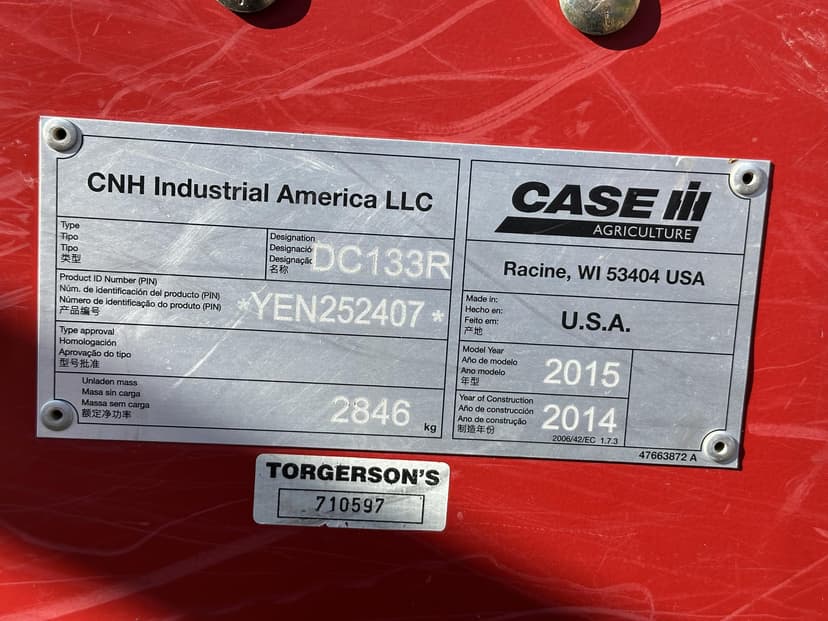 CNH Industrial America LLC
Type
Tipo
Tipo
类型
Designation
Designació
Designaçã
名称
DC133R
Product ID Number (PIN)
Núm. de identificación del producto (PIN)
Número de identificação do produto (PIN)
产品编号
*YEN252407*
Type approval
Homologación
Aprovação do tipo
型号批准
Unladen mass
Masa sin carga
Massa sem carga
额定净功率
2846 kg
CASE IH
AGRICULTURE
Racine, WI 53404 USA
Made in:
Hecho en:
Feito em:
产地
U.S.A.
Model Year
Año de modelo
Ano modelo
年型
2015
Year of Construction
Año de construcción
Ano de construção
制造年份
2014
2006/42/EC 1.7.3
47663872 A
TORGERSON'S
710597